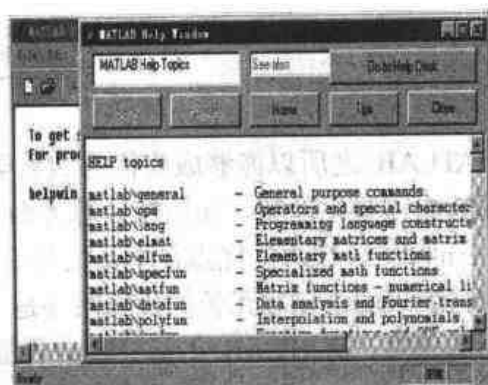 MATLAB
MATLAB Help Window
MATLAB Help Topics
See also
Go to Help Desk
Home
Tips
Close
To get
For
helpwin
HELP topics
matlab\general - General purpose commands.
matlab\ops - Operators and special character
matlab\lang - Programming language constructs
matlab\elmat - Elementary matrices and matrix
matlab\elfun - Elementary math functions.
matlab\specfun - Specialized math functions.
matlab\matfun - Matrix functions - numerical li
matlab\datafun - Data analysis and Fourier trans
matlab\polyfun - Interpolation and polynomials.
Ready